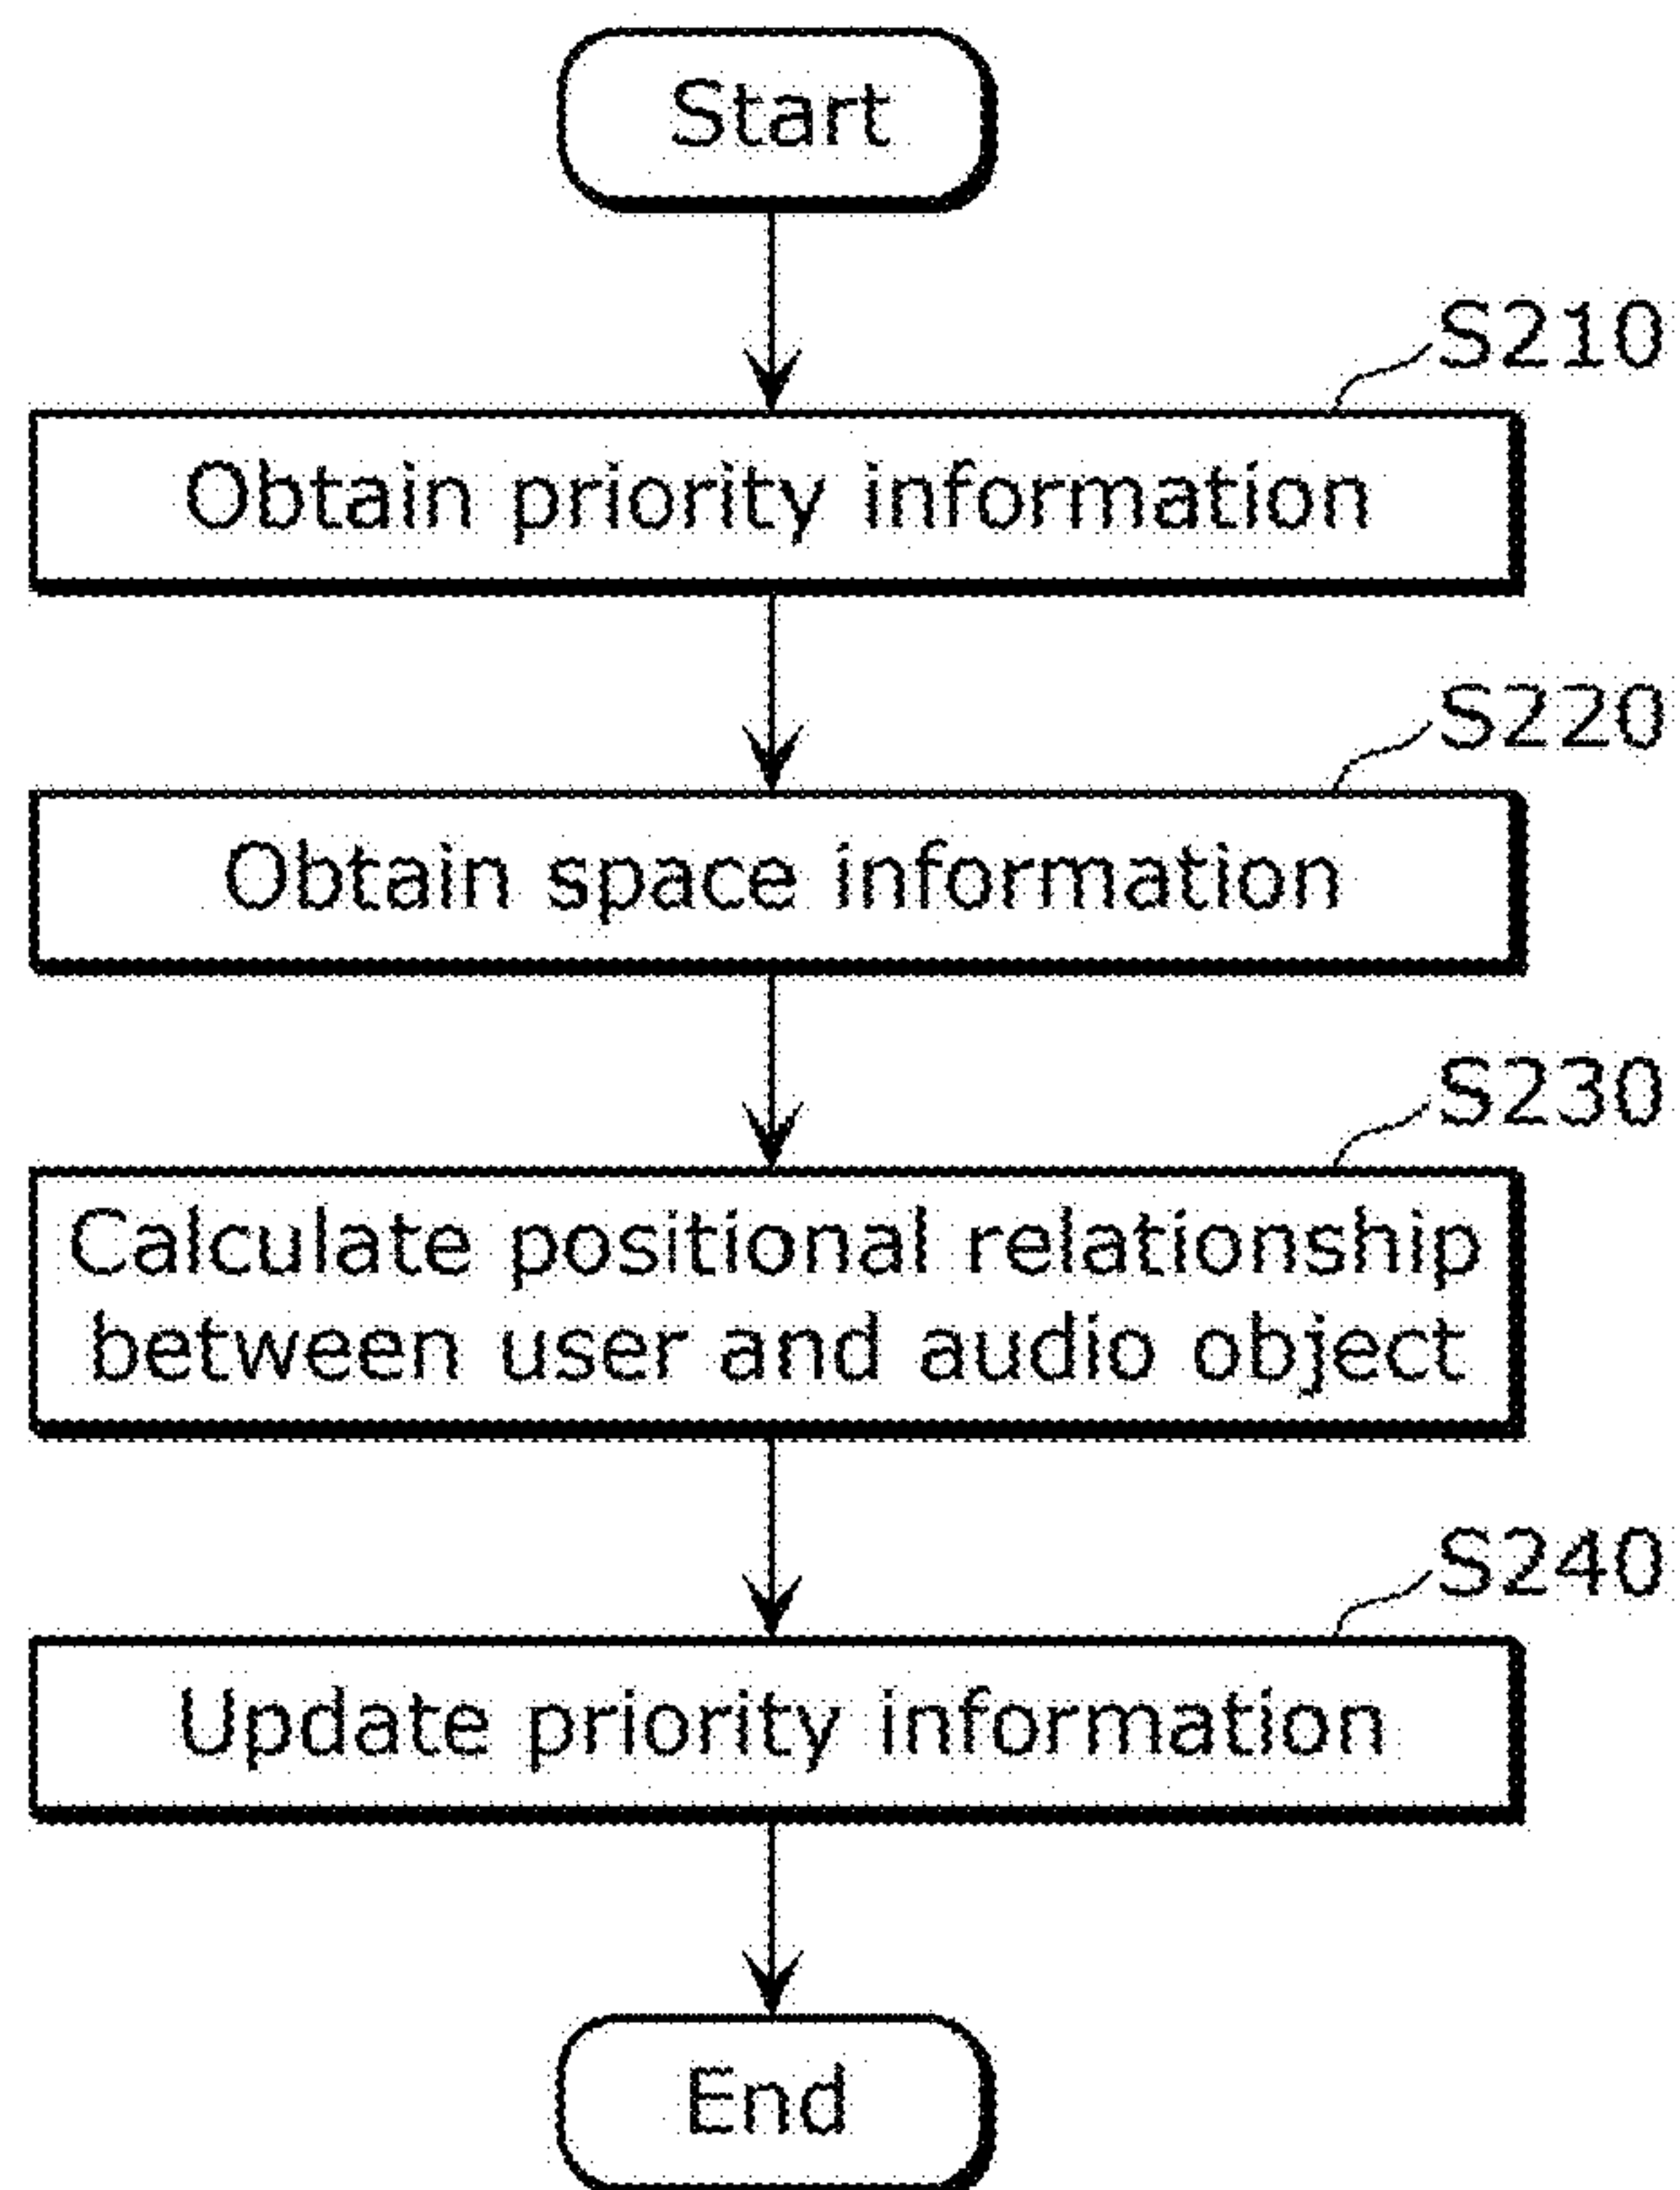 Start
S210
Obtain priority information
S220
Obtain space information
S230
Calculate positional relationship
between user and audio object
S240
Update priority information
End